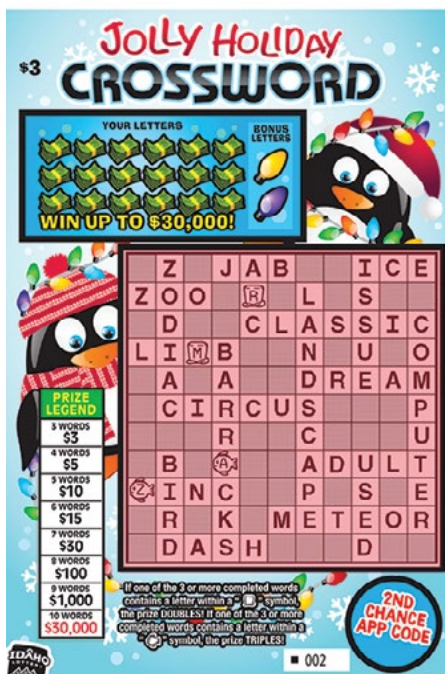 JOLLY HOLIDAY
$3
CROSSWORD
YOUR LETTERS
BONUS
LETTERS
WIN UP TO $30,000!
Z J A B I C E
Z O O R L S
D C L A S S I C
L I M B N U O
A A D R E A M
C I R C U S P
R C U
B A A D U L T
Z I N C P S E
R K M E T E O R
D A S H D
PRIZE
LEGEND
3 WORDS
$3
4 WORDS
$5
5 WORDS
$10
6 WORDS
$15
7 WORDS
$30
8 WORDS
$100
9 WORDS
$1,000
10 WORDS
$30,000
If one of the 3 or more completed words
contains a letter within a " " symbol,
the prize DOUBLES! If one of the 3 or more
completed words contains a letter within a
" " symbol, the prize TRIPLES!
2ND
CHANCE
APP CODE
002
IDAHO
LOTTERY